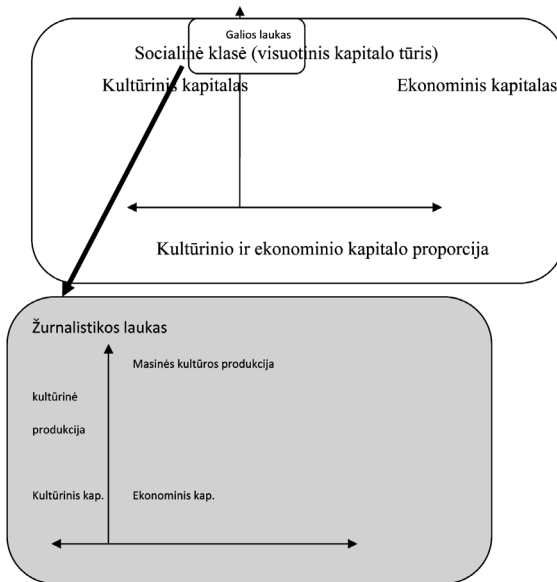 Galios laukas
Socialinė klasė (visuotinis kapitalo tūris)
Kultūrinis kapitalas
Ekonominis kapitalas
Kultūrinio ir ekonominio kapitalo proporcija
Žurnalistikos laukas
Masinės kultūros produkcija
kultūrinė
produkcija
Kultūrinis kap.
Ekonominis kap.